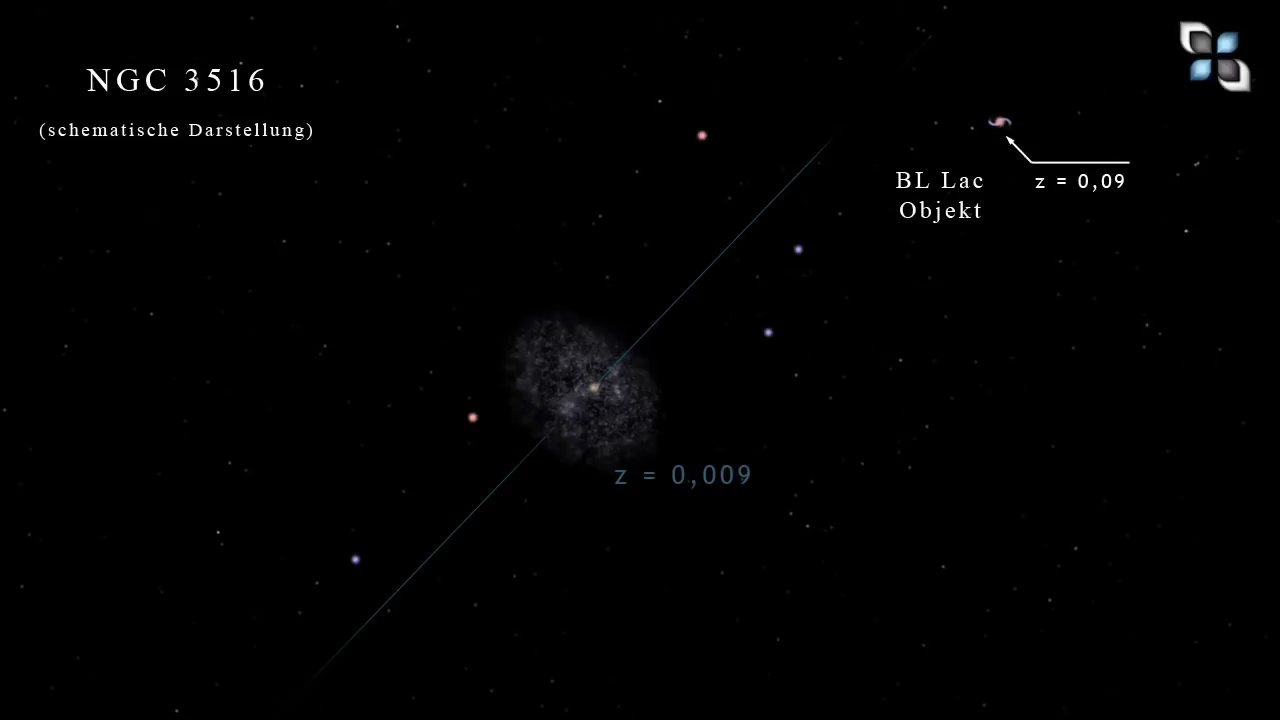 NGC 3516
(schematische Darstellung)
BL Lac
Objekt
z = 0,09
z = 0,009